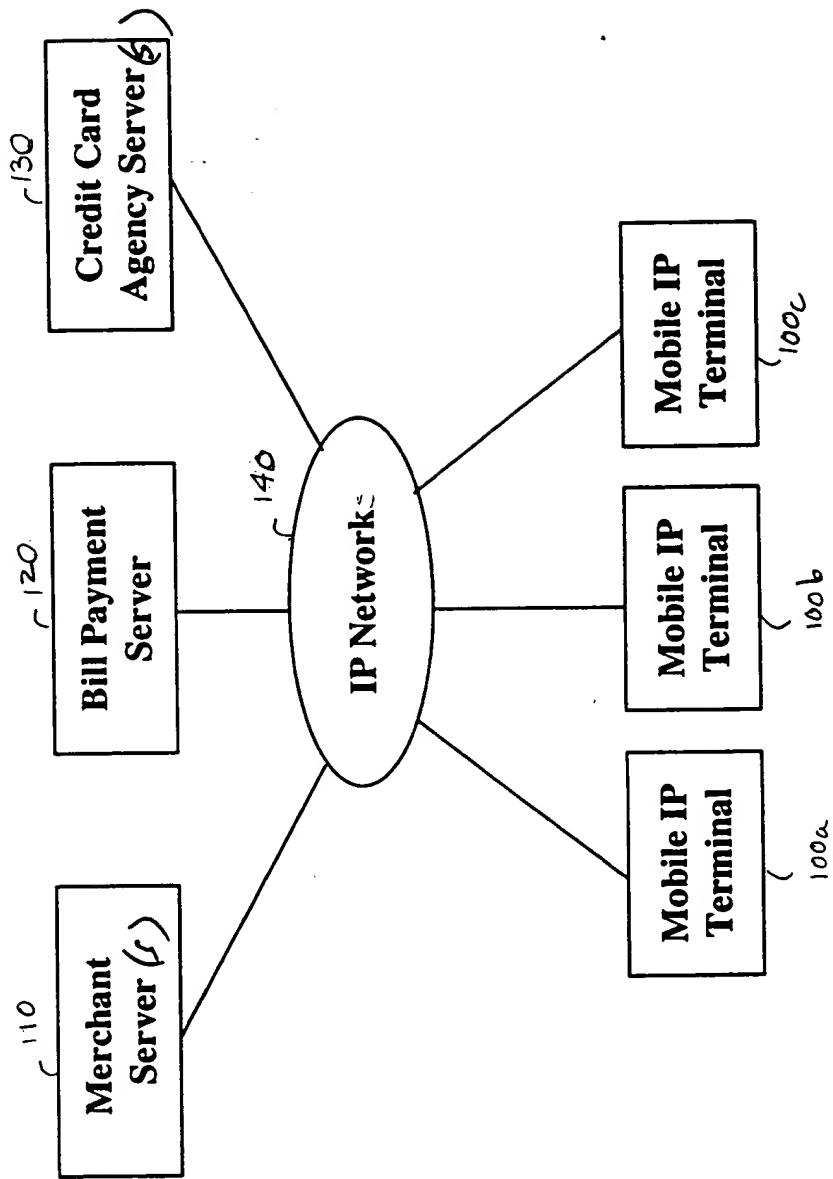 110
Merchant
Server(s)
120
Bill Payment
Server
130
Credit Card
Agency Server(s)
140
IP Networks
Mobile IP
Terminal
100a
Mobile IP
Terminal
100b
Mobile IP
Terminal
100c